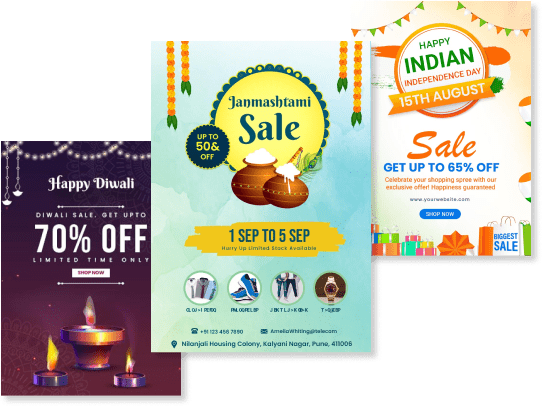 Happy Diwali
DIWALI SALE. GET UPTO
70% OFF
LIMITED TIME ONLY
SHOP NOW
Janmashtami
Sale
UP TO
50&
OFF
1 SEP TO 5 SEP
Hurry Up Limited Stock Available
+91 123 456 7890
AmeliaWhiting@telecom
Nilanjali Housing Colony, Kalyani Nagar, Pune, 411006
HAPPY
INDIAN
INDEPENDENCE DAY
15TH AUGUST
Sale
GET UP TO 65% OFF
Celebrate your shopping spree with our
exclusive offer! Happiness guaranteed
www.yourwebsite.com
SHOP NOW
BIGGEST
SALE